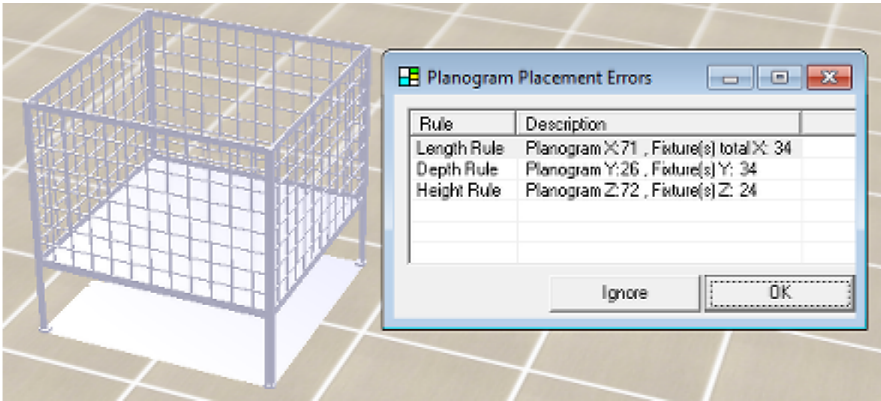 Planogram Placement Errors
Rule Description
Length Rule Planogram X:71 , Fixture(s) total X: 34
Depth Rule Planogram Y:26 , Fixture(s) Y: 34
Height Rule Planogram Z:72 , Fixture(s) Z: 24
Ignore OK